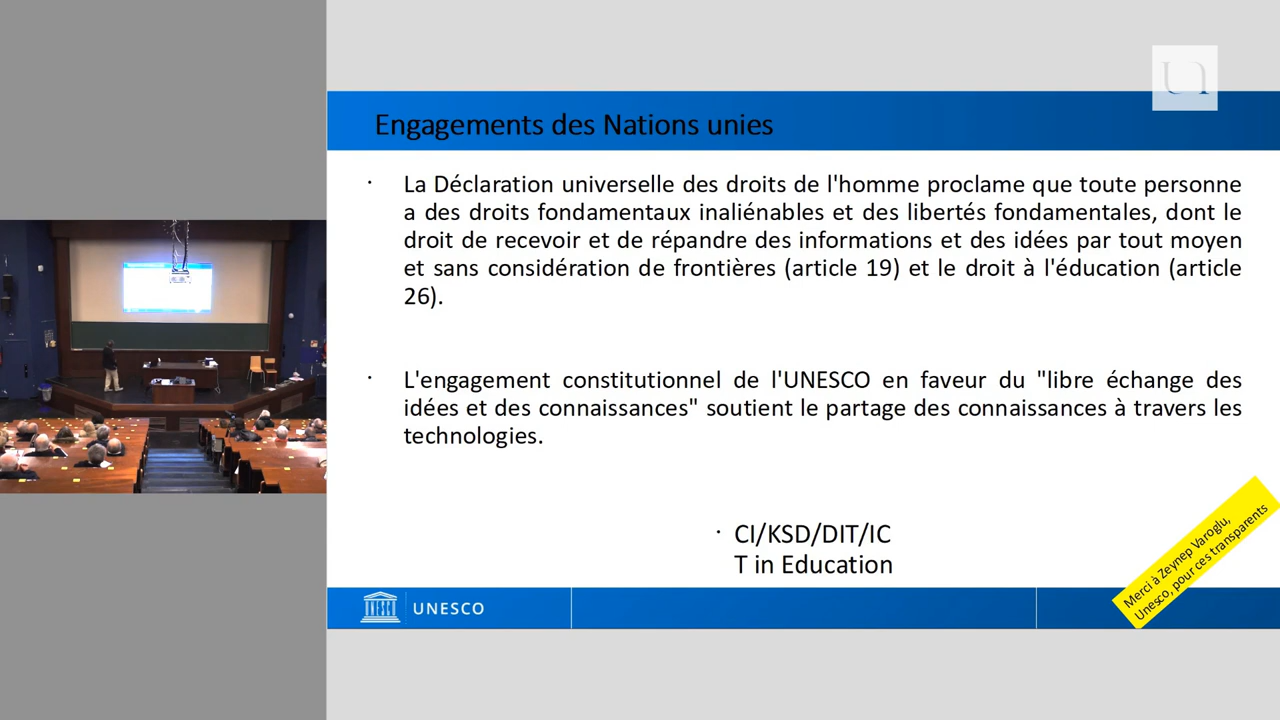 Engagements des Nations unies
· La Déclaration universelle des droits de l'homme proclame que toute personne
a des droits fondamentaux inaliénables et des libertés fondamentales, dont le
droit de recevoir et de répandre des informations et des idées par tout moyen
et sans considération de frontières (article 19) et le droit à l'éducation (article
26).
· L'engagement constitutionnel de l'UNESCO en faveur du "libre échange des
idées et des connaissances" soutient le partage des connaissances à travers les
technologies.
· CI/KSD/DIT/IC
T in Education
Merci à Zeynep Varoglu,
Unesco, pour ces transparents
UNESCO